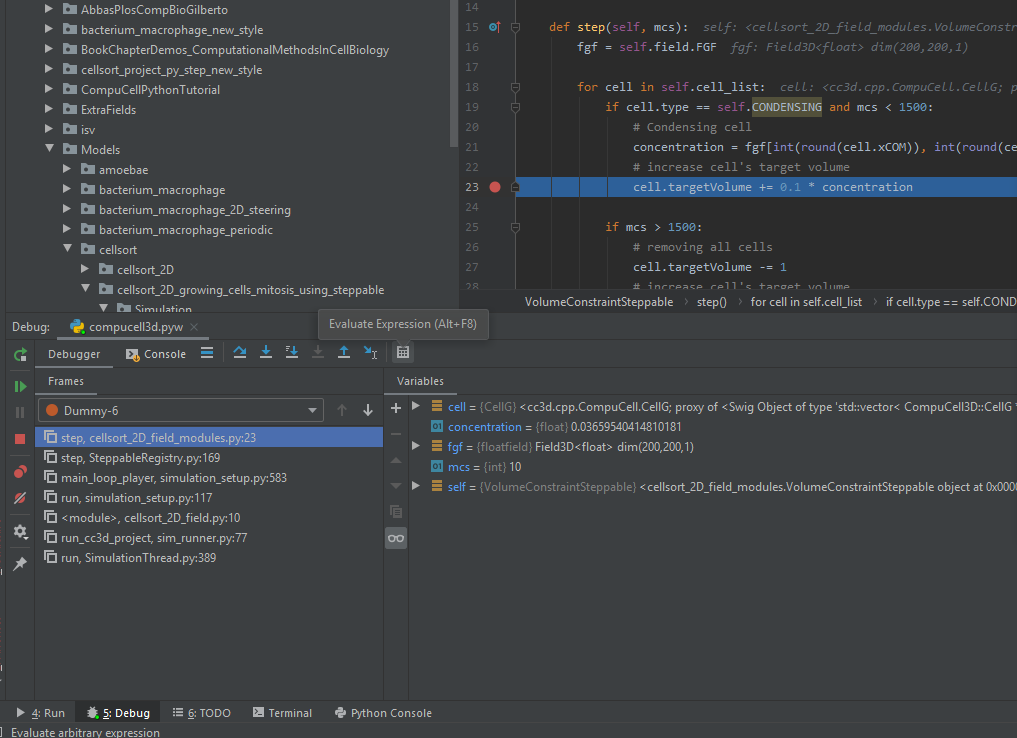 AbbasPlosCompBioGilberto
bacterium_macrophage_new_style
BookChapterDemos_ComputationalMethodsInCellBiology
cellsort_project_py_step_new_style
CompuCellPythonTutorial
ExtraFields
isv
Models
amoebae
bacterium_macrophage
bacterium_macrophage_2D_steering
bacterium_macrophage_periodic
cellsort
cellsort_2D
cellsort_2D_growing_cells_mitosis_using_steppable
Simulation
14
15 def step(self, mcs): self: <cellsort_2D_field_modules.VolumeConstr
16 fgf = self.field.FGF fgf: Field3D<float> dim(200,200,1)
17
18 for cell in self.cell_list: cell: <cc3d.cpp.CompuCell.CellG; p
19 if cell.type == self.CONDENSING and mcs < 1500:
20 # Condensing cell
21 concentration = fgf[int(round(cell.xCOM)), int(round(ce
22 # increase cell's target volume
23 cell.targetVolume += 0.1 * concentration
24
25 if mcs > 1500:
26 # removing all cells
27 cell.targetVolume -= 1
28 # increase cell's target volume
VolumeConstraintSteppable › step() › for cell in self.cell_list › if cell.type == self.COND
Debug: compucell3d.pyw ×
Evaluate Expression (Alt+F8)
Debugger Console
Frames Variables
Dummy-6
step, cellsort_2D_field_modules.py:23
step, SteppableRegistry.py:169
main_loop_player, simulation_setup.py:583
run, simulation_setup.py:117
<module>, cellsort_2D_field.py:10
run_cc3d_project, sim_runner.py:77
run, SimulationThread.py:389
cell = {CellG} <cc3d.cpp.CompuCell.CellG; proxy of <Swig Object of type 'std::vector< CompuCell3D::CellG *
concentration = {float} 0.03659540414810181
fgf = {floatfield} Field3D<float> dim(200,200,1)
mcs = {int} 10
self = {VolumeConstraintSteppable} <cellsort_2D_field_modules.VolumeConstraintSteppable object at 0x000
4: Run 5: Debug 6: TODO Terminal Python Console
Evaluate arbitrary expression